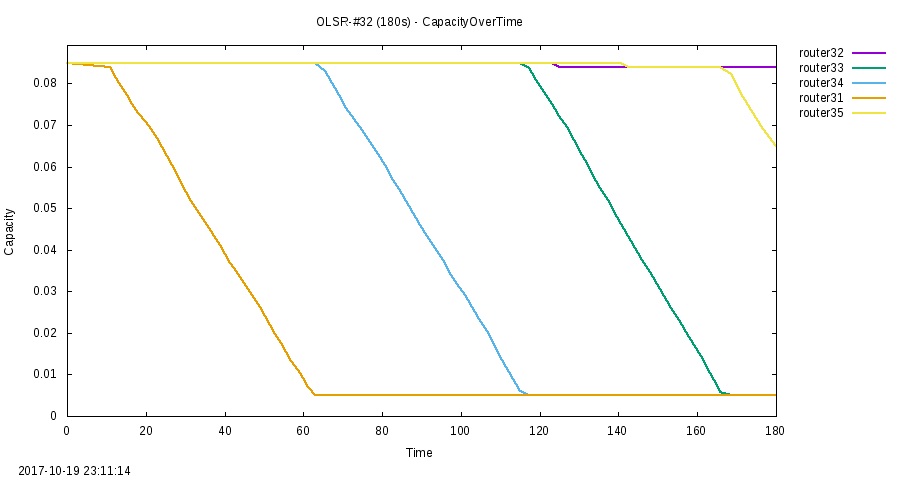 OLSR-#32 (180s) - CapacityOverTime
router32
router33
router34
router31
router35
0.08
0.07
0.06
0.05
0.04
0.03
0.02
0.01
0
Capacity
0 20 40 60 80 100 120 140 160 180
Time
2017-10-19 23:11:14